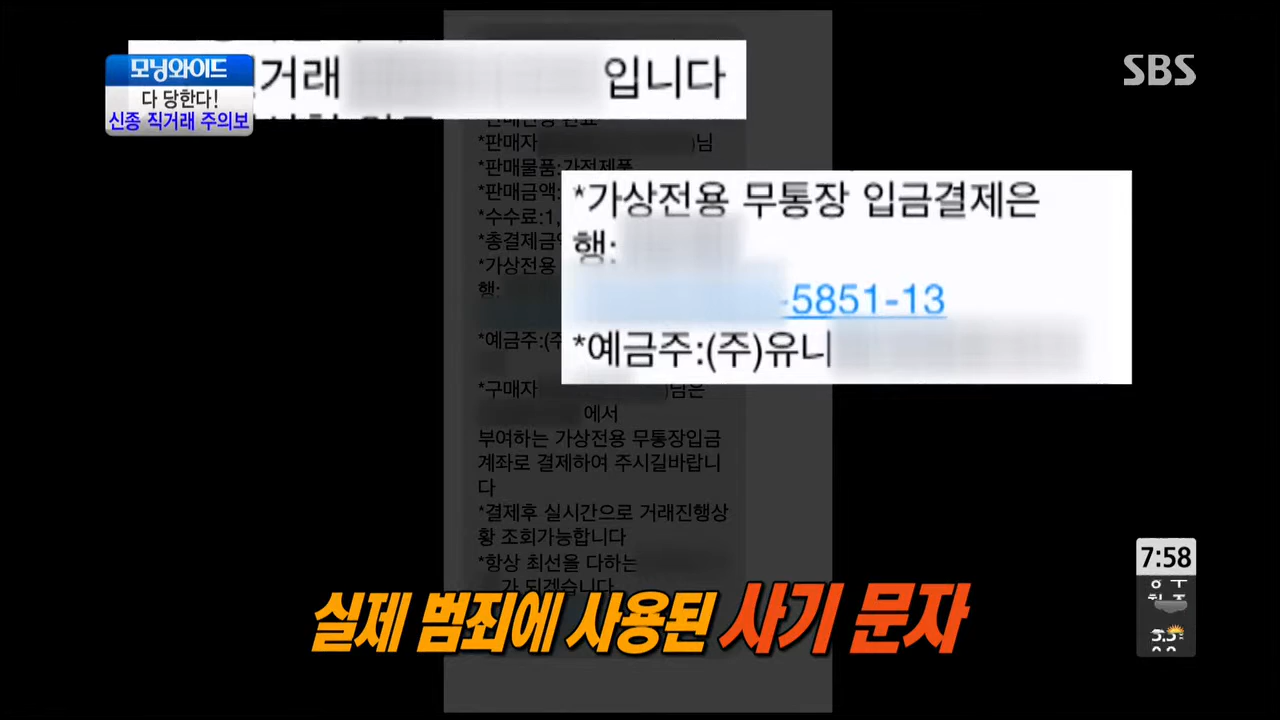 거래 입니다
모닝와이드
다 당한다!
신종 직거래 주의보
SBS
*판매자 )님
*판매물품:가전제품
*판매금액:
*수수료:1,
*총결제금액
*가상전용
행:
*예금주:(주
*가상전용 무통장 입금결제은
행:
-5851-13
*예금주:(주)유니
*구매자 )님은
에서
부여하는 가상전용 무통장입금
계좌로 결제하여 주시길바랍니
다
*결제후 실시간으로 거래진행상
황 조회가능합니다
*항상 최선을 다하는
가 되겠습니다
실제 범죄에 사용된 사기 문자
7:58